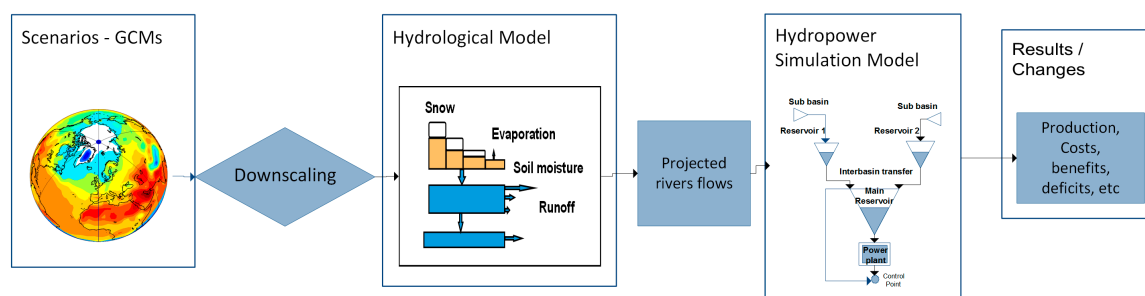 Scenarios - GCMs
Downscaling
Hydrological Model
Snow
Evaporation
Soil moisture
Runoff
Projected
rivers flows
Hydropower
Simulation Model
Sub basin
Sub basin
Reservoir 1
Reservoir 2
Interbasin transfer
Main
Reservoir
Power
plant
Control
Point
Results /
Changes
Production,
Costs,
benefits,
deficits, etc